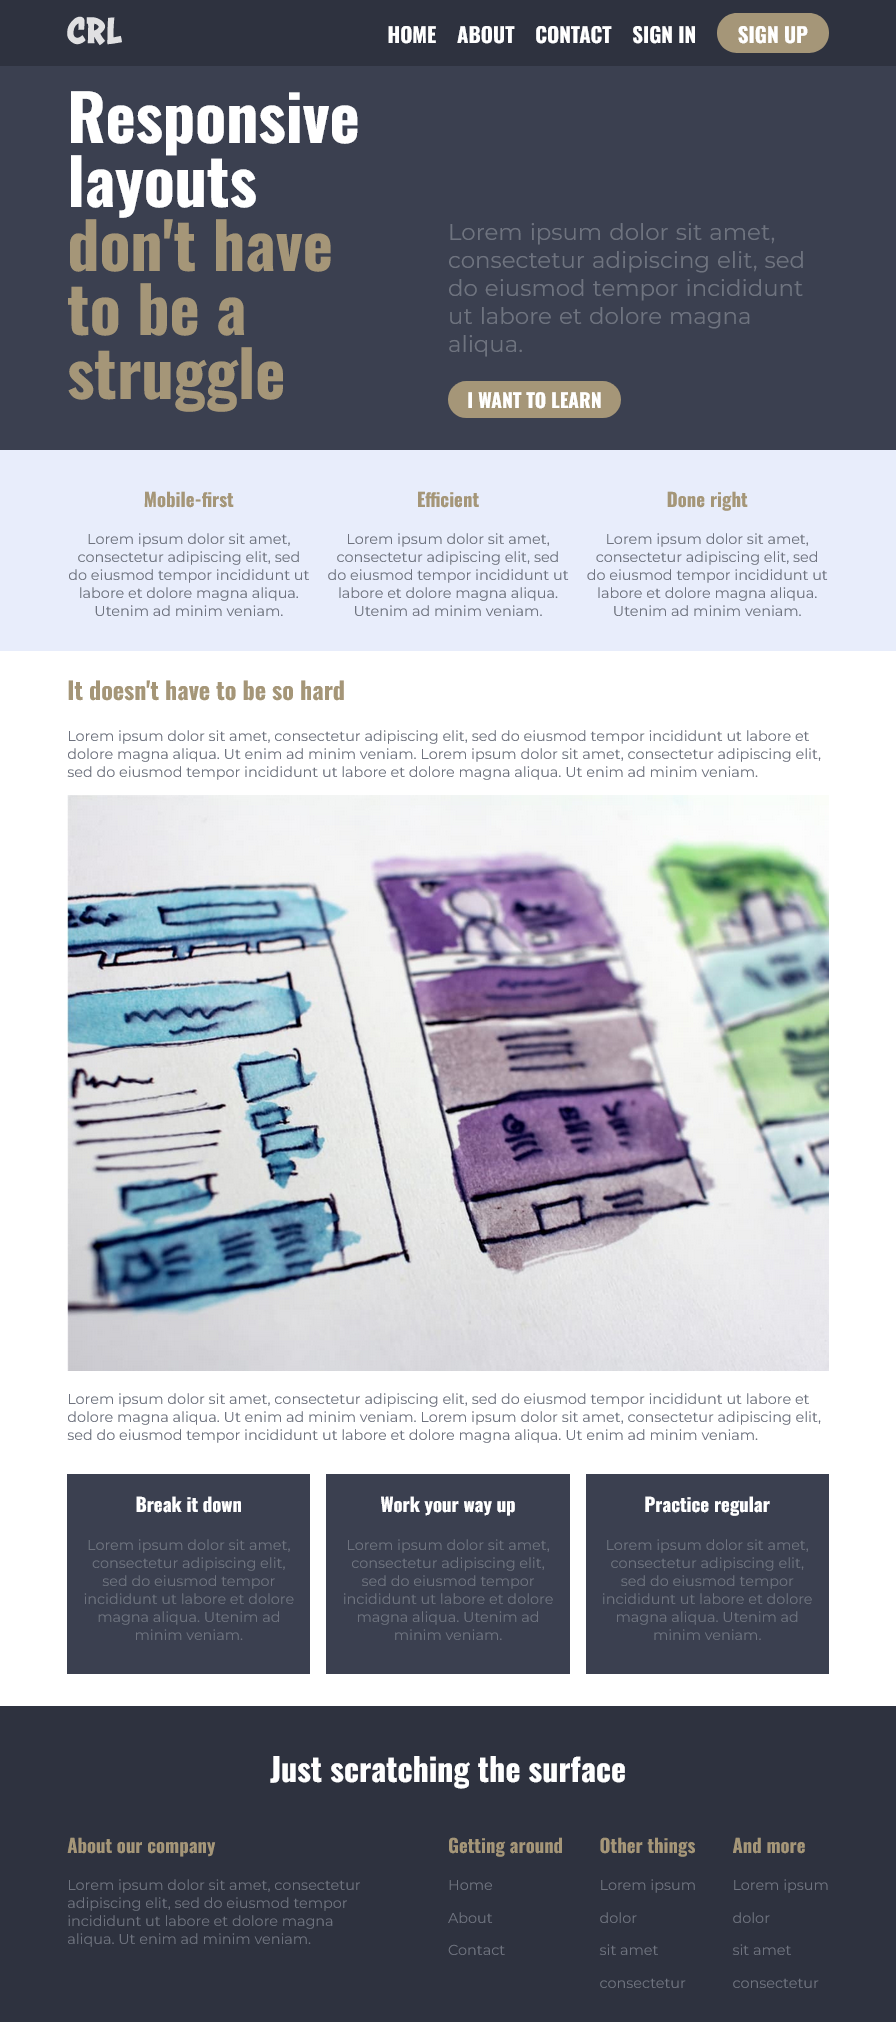 CRL
HOME ABOUT CONTACT SIGN IN SIGN UP
Responsive
layouts
don't have
to be a
struggle
Lorem ipsum dolor sit amet,
consectetur adipiscing elit, sed
do eiusmod tempor incididunt
ut labore et dolore magna
aliqua.
I WANT TO LEARN
Mobile-first
Lorem ipsum dolor sit amet,
consectetur adipiscing elit, sed
do eiusmod tempor incididunt ut
labore et dolore magna aliqua.
Utenim ad minim veniam.
Efficient
Lorem ipsum dolor sit amet,
consectetur adipiscing elit, sed
do eiusmod tempor incididunt ut
labore et dolore magna aliqua.
Utenim ad minim veniam.
Done right
Lorem ipsum dolor sit amet,
consectetur adipiscing elit, sed
do eiusmod tempor incididunt ut
labore et dolore magna aliqua.
Utenim ad minim veniam.
It doesn't have to be so hard
Lorem ipsum dolor sit amet, consectetur adipiscing elit, sed do eiusmod tempor incididunt ut labore et
dolore magna aliqua. Ut enim ad minim veniam. Lorem ipsum dolor sit amet, consectetur adipiscing elit,
sed do eiusmod tempor incididunt ut labore et dolore magna aliqua. Ut enim ad minim veniam.
Lorem ipsum dolor sit amet, consectetur adipiscing elit, sed do eiusmod tempor incididunt ut labore et
dolore magna aliqua. Ut enim ad minim veniam. Lorem ipsum dolor sit amet, consectetur adipiscing elit,
sed do eiusmod tempor incididunt ut labore et dolore magna aliqua. Ut enim ad minim veniam.
Break it down
Lorem ipsum dolor sit amet,
consectetur adipiscing elit,
sed do eiusmod tempor
incididunt ut labore et dolore
magna aliqua. Utenim ad
minim veniam.
Work your way up
Lorem ipsum dolor sit amet,
consectetur adipiscing elit,
sed do eiusmod tempor
incididunt ut labore et dolore
magna aliqua. Utenim ad
minim veniam.
Practice regular
Lorem ipsum dolor sit amet,
consectetur adipiscing elit,
sed do eiusmod tempor
incididunt ut labore et dolore
magna aliqua. Utenim ad
minim veniam.
Just scratching the surface
About our company
Lorem ipsum dolor sit amet, consectetur
adipiscing elit, sed do eiusmod tempor
incididunt ut labore et dolore magna
aliqua. Ut enim ad minim veniam.
Getting around
Home
About
Contact
Other things
Lorem ipsum
dolor
sit amet
consectetur
And more
Lorem ipsum
dolor
sit amet
consectetur